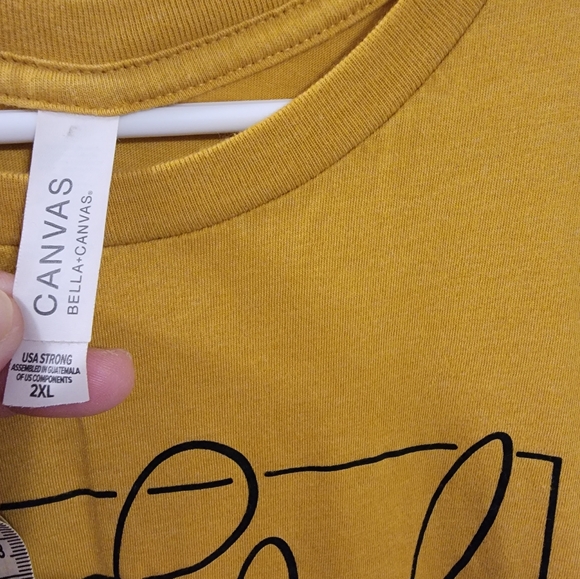 CANVAS
BELLA+CANVAS®
USA STRONG
ASSEMBLED IN GUATEMALA
OF US COMPONENTS
2XL